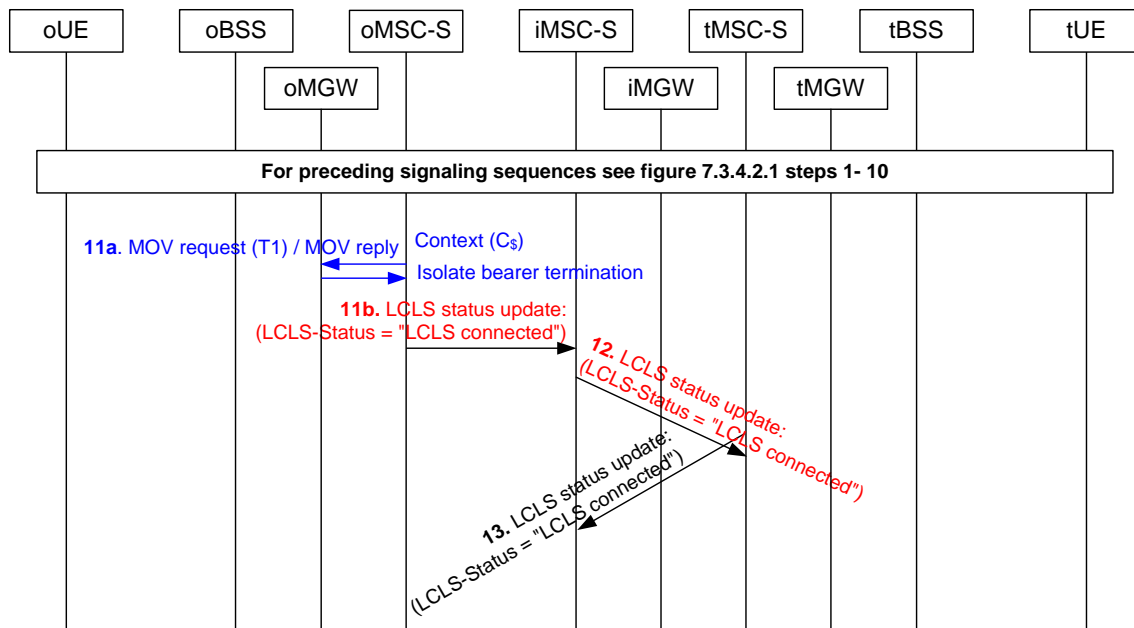 oUE
oBSS
oMSC-S
iMSC-S
tMSC-S
tBSS
tUE
oMGW
iMGW
tMGW
For preceding signaling sequences see figure 7.3.4.2.1 steps 1- 10
11a. MOV request (T1) / MOV reply
Context (C$)
Isolate bearer termination
11b. LCLS status update:
(LCLS-Status = "LCLS connected")
12. LCLS status update:
(LCLS-Status = "LCLS connected")
13. LCLS status update:
(LCLS-Status = "LCLS connected")